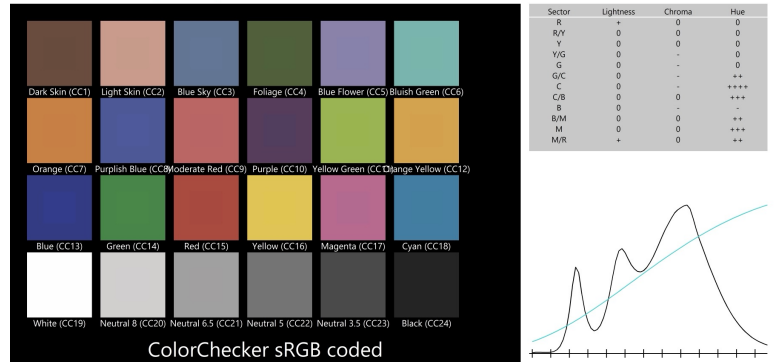 Dark Skin (CC1) Light Skin (CC2) Blue Sky (CC3) Foliage (CC4) Blue Flower (CC5) Bluish Green (CC6)
Orange (CC7) Purplish Blue (CC8) Moderate Red (CC9) Purple (CC10) Yellow Green (CC11) Orange Yellow (CC12)
Blue (CC13) Green (CC14) Red (CC15) Yellow (CC16) Magenta (CC17) Cyan (CC18)
White (CC19) Neutral 8 (CC20) Neutral 6.5 (CC21) Neutral 5 (CC22) Neutral 3.5 (CC23) Black (CC24)
ColorChecker sRGB coded
Sector Lightness Chroma Hue
R + 0 0
R/Y 0 0 0
Y 0 0 0
Y/G 0 - 0
G 0 - 0
G/C 0 - ++
C 0 - ++++
C/B 0 0 +++
B 0 - -
B/M 0 0 ++
M 0 0 +++
M/R + 0 ++